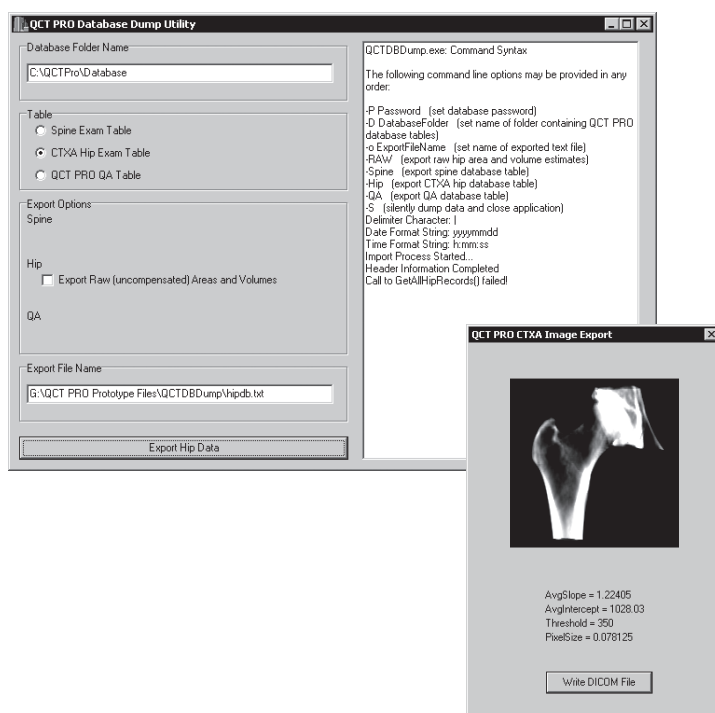 QCT PRO Database Dump Utility
Database Folder Name
C:\QCTPro\Database
Table
Spine Exam Table
CTXA Hip Exam Table
QCT PRO QA Table
Export Options
Spine
Hip
Export Raw (uncompensated) Areas and Volumes
QA
Export File Name
G:\QCT PRO Prototype Files\QCTDBDump\hipdb.txt
Export Hip Data
QCTDBDump.exe: Command Syntax
The following command line options may be provided in any
order:
-P Password (set database password)
-D DatabaseFolder (set name of folder containing QCT PRO
database tables)
-o ExportFileName (set name of exported text file)
-RAW (export raw hip area and volume estimates)
-Spine (export spine database table)
-Hip (export CTXA hip database table)
-QA (export QA database table)
-S (silently dump data and close application)
Delimiter Character: |
Date Format String: yyyymmdd
Time Format String: h:mm:ss
Import Process Started...
Header Information Completed
Call to GetAllHipRecords() failed!
QCT PRO CTXA Image Export
AvgSlope = 1.22405
AvgIntercept = 1028.03
Threshold = 350
PixelSize = 0.078125
Write DICOM File